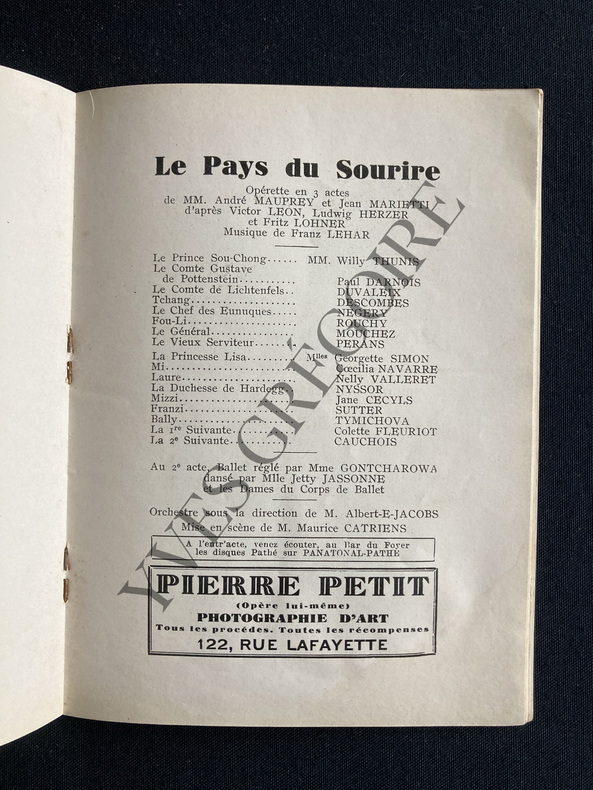 Le Pays du Sourire
Opérette en 3 actes
de MM. André MAUPREY et Jean MARIETTI
d'après Victor LEON, Ludwig HERZER
et Fritz LOHNER
Musique de Franz LEHAR
Le Prince Sou-Chong...... MM. Willy THUNIS
Le Comte Gustave
de Pottenstein........... Paul DARNOIS
Le Comte de Lichtenfels.. DUVALEIX
Tchang................... DESCOMBES
Le Chef des Eunuques..... NEGERY
Fou-Li................... ROUCHY
Le Général............... MOUCHEZ
Le Vieux Serviteur....... PERANS
La Princesse Lisa........ Mlles Georgette SIMON
Mi....................... Cœcilia NAVARRE
Laure.................... Nelly VALLERET
La Duchesse de Hardegg.. NYSSOR
Mizzi.................... Jane CECYLS
Franzi................... SUTTER
Bally.................... TYMICHOVA
La 1re Suivante.......... Colette FLEURIOT
La 2e Suivante........... CAUCHOIS
Au 2e acte, Ballet réglé par Mme GONTCHAROWA
dansé par Mlle Jetty JASSONNE
et les Dames du Corps de Ballet
Orchestre sous la direction de M. Albert-E-JACOBS
Mise en scène de M. Maurice CATRIENS
A l'entr'acte, venez écouter, au Bar du Foyer
les disques Pathé sur PANATONAL-PATHÉ
PIERRE PETIT
(Opère lui-même)
PHOTOGRAPHIE D'ART
Tous les procédés. Toutes les récompenses
122, RUE LAFAYETTE
YVES GRÉGOIRE